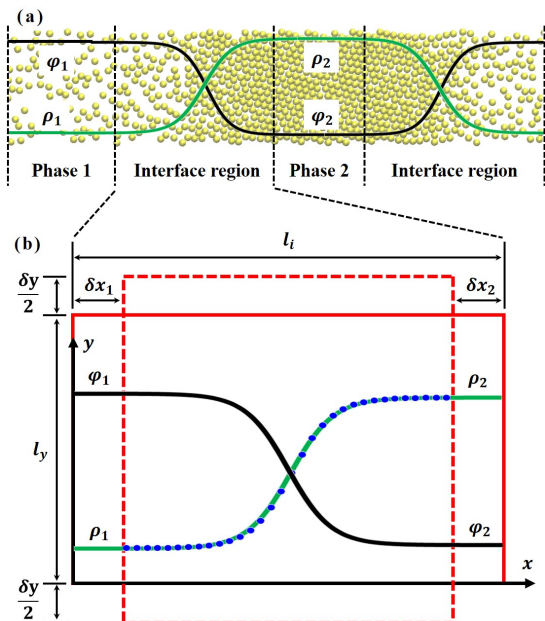 (a)
φ₁
ρ₂
ρ₁
φ₂
Phase 1
Interface region
Phase 2
Interface region
(b)
lᵢ
δy/2
δx₁
δx₂
y
φ₁
ρ₂
l_y
ρ₁
φ₂
x
δy/2